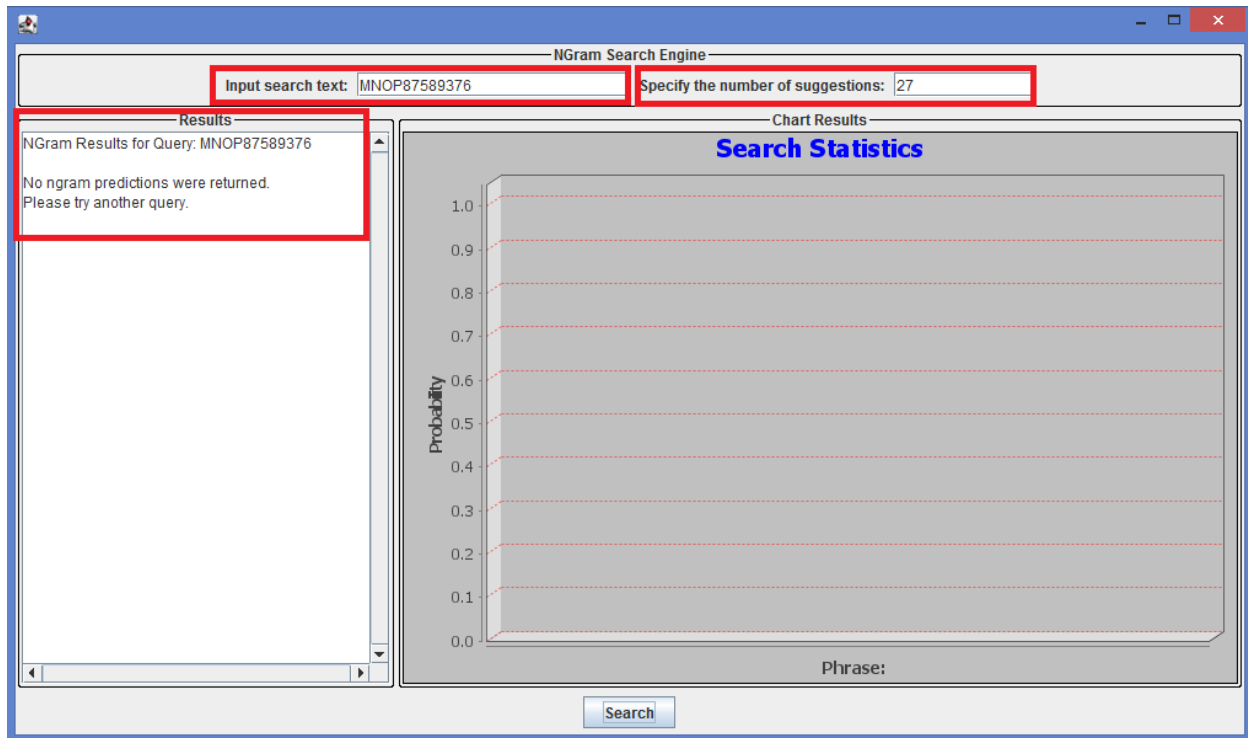 NGram Search Engine
Input search text: MNOP87589376 Specify the number of suggestions: 27
Results
NGram Results for Query: MNOP87589376
No ngram predictions were returned.
Please try another query.
Chart Results
Search Statistics
1.0
0.9
0.8
0.7
0.6
0.5
0.4
0.3
0.2
0.1
0.0
Probability
Phrase:
Search